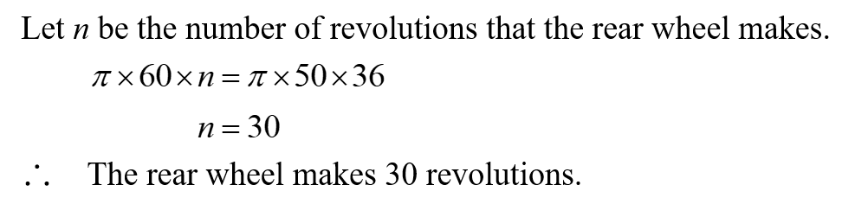 Let n be the number of revolutions that the rear wheel makes.
π × 60 × n = π × 50 × 36
n = 30
∴ The rear wheel makes 30 revolutions.